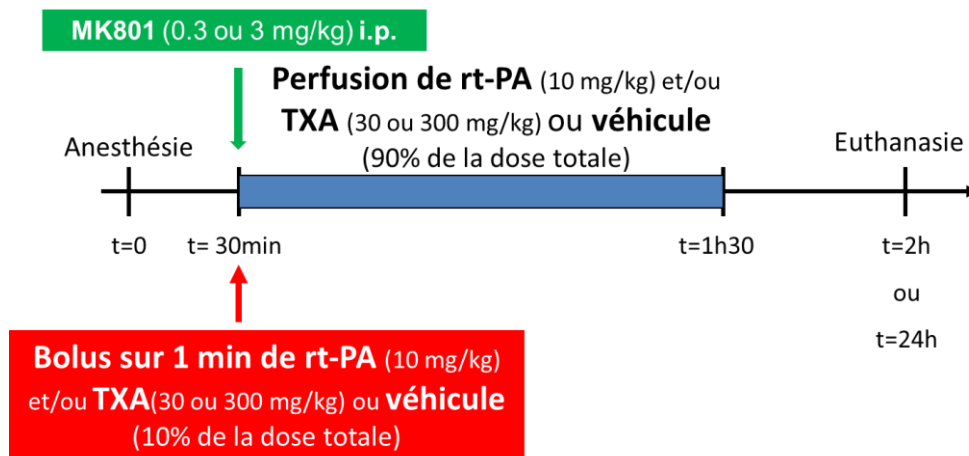 MK801 (0.3 ou 3 mg/kg) i.p.
Perfusion de rt-PA (10 mg/kg) et/ou
TXA (30 ou 300 mg/kg) ou véhicule
(90% de la dose totale)
Anesthésie
Euthanasie
t=0
t= 30min
t=1h30
t=2h
ou
t=24h
Bolus sur 1 min de rt-PA (10 mg/kg)
et/ou TXA(30 ou 300 mg/kg) ou véhicule
(10% de la dose totale)